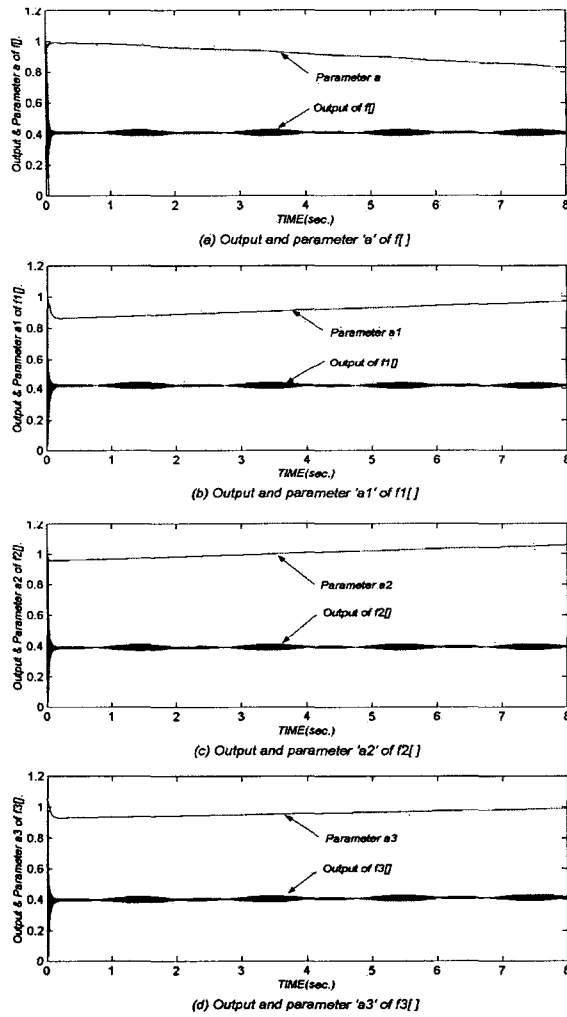 1.2
1
0.8
0.6
0.4
0.2
0
Output & Parameter a of f[].
Parameter a
Output of f[]
0 1 2 3 4 5 6 7 8
TIME(sec.)
(a) Output and parameter 'a' of f[ ]
1.2
1
0.8
0.6
0.4
0.2
0
Output & Parameter a1 of f1[].
Parameter a1
Output of f1[]
0 1 2 3 4 5 6 7 8
TIME(sec.)
(b) Output and parameter 'a1' of f1[ ]
1.2
1
0.8
0.6
0.4
0.2
0
Output & Parameter a2 of f2[].
Parameter a2
Output of f2[]
0 1 2 3 4 5 6 7 8
TIME(sec.)
(c) Output and parameter 'a2' of f2[ ]
1.2
1
0.8
0.6
0.4
0.2
0
Output & Parameter a3 of f3[].
Parameter a3
Output of f3[]
0 1 2 3 4 5 6 7 8
TIME(sec.)
(d) Output and parameter 'a3' of f3[ ]